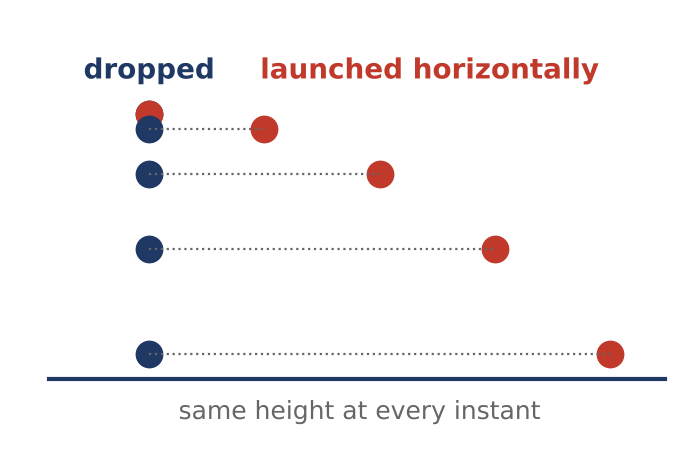 dropped launched horizontally
same height at every instant